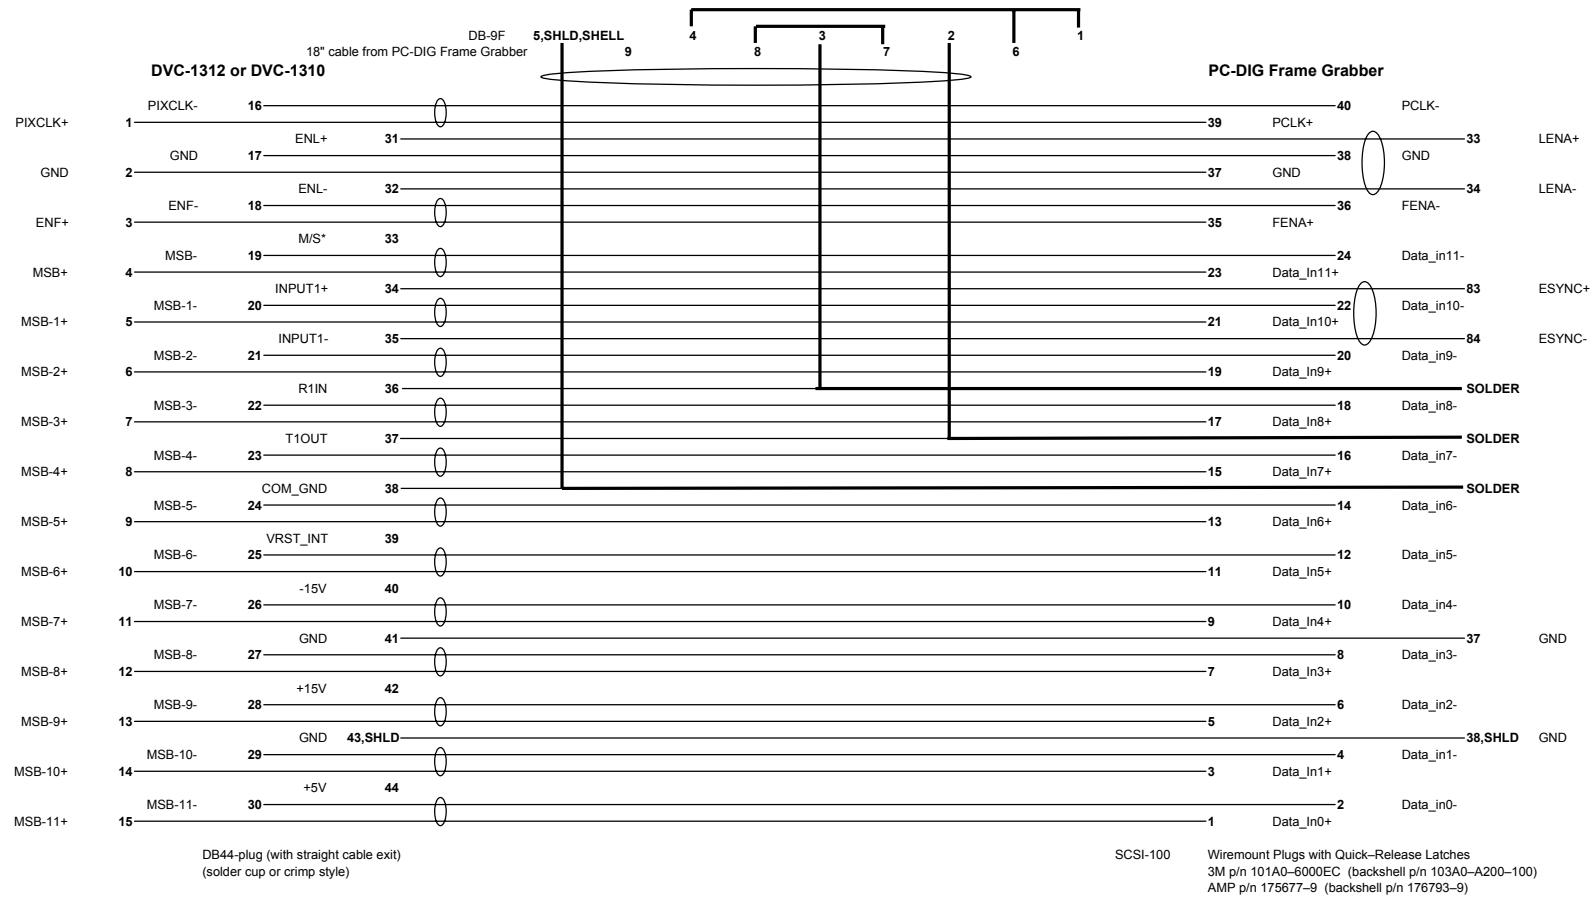 4 3 2 1
DB-9F 5,SHLD,SHELL 8 7 6
18" cable from PC-DIG Frame Grabber 9
DVC-1312 or DVC-1310 PC-DIG Frame Grabber
PIXCLK- 16 40 PCLK-
PIXCLK+ 1 39 PCLK+
ENL+ 31 33 LENA+
GND 17 38 GND
GND 2 37 GND
ENL- 32 34 LENA-
ENF- 18 36 FENA-
ENF+ 3 35 FENA+
M/S* 33
MSB- 19 24 Data_in11-
MSB+ 4 23 Data_In11+
INPUT1+ 34 83 ESYNC+
MSB-1- 20 22 Data_in10-
MSB-1+ 5 21 Data_In10+
INPUT1- 35 84 ESYNC-
MSB-2- 21 20 Data_in9-
MSB-2+ 6 19 Data_In9+
R1IN 36 SOLDER
MSB-3- 22 18 Data_in8-
MSB-3+ 7 17 Data_In8+
T1OUT 37 SOLDER
MSB-4- 23 16 Data_in7-
MSB-4+ 8 15 Data_In7+
COM_GND 38 SOLDER
MSB-5- 24 14 Data_in6-
MSB-5+ 9 13 Data_In6+
VRST_INT 39
MSB-6- 25 12 Data_in5-
MSB-6+ 10 11 Data_In5+
-15V 40
MSB-7- 26 10 Data_in4-
MSB-7+ 11 9 Data_In4+
GND 41 37 GND
MSB-8- 27 8 Data_in3-
MSB-8+ 12 7 Data_In3+
+15V 42
MSB-9- 28 6 Data_in2-
MSB-9+ 13 5 Data_In2+
GND 43,SHLD 38,SHLD GND
MSB-10- 29 4 Data_in1-
MSB-10+ 14 3 Data_In1+
+5V 44
MSB-11- 30 2 Data_in0-
MSB-11+ 15 1 Data_In0+
DB44-plug (with straight cable exit) SCSI-100 Wiremount Plugs with Quick–Release Latches
(solder cup or crimp style) 3M p/n 101A0–6000EC (backshell p/n 103A0–A200–100)
AMP p/n 175677–9 (backshell p/n 176793–9)